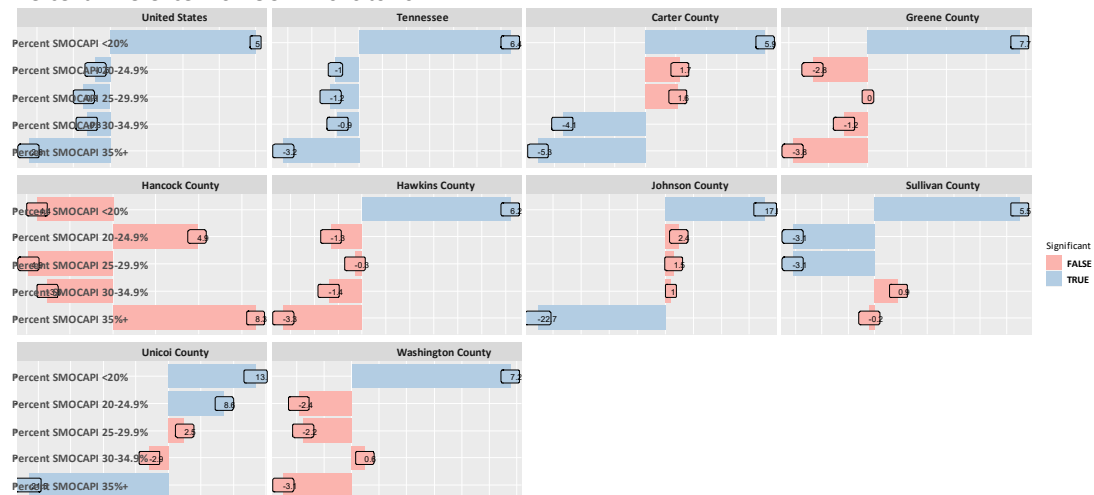 United States
Tennessee
Carter County
Greene County
Percent SMOCAPI <20%
5
6.4
5.9
7.7
Percent SMOCAPI 20-24.9%
-1
1.7
-2.8
Percent SMOCAPI 25-29.9%
-1.2
1.6
0
Percent SMOCAPI 30-34.9%
-0.9
-4.1
-1.2
Percent SMOCAPI 35%+
-3.2
-5.3
-3.8
Hancock County
Hawkins County
Johnson County
Sullivan County
Percent SMOCAPI <20%
6.2
17.
5.5
Percent SMOCAPI 20-24.9%
4.9
-1.3
2.4
-3.1
Percent SMOCAPI 25-29.9%
-0.3
1.5
-3.1
Percent SMOCAPI 30-34.9%
-1.4
1
0.9
Percent SMOCAPI 35%+
8.3
-3.3
-22.7
-0.2
Significant
FALSE
TRUE
Unicoi County
Washington County
Percent SMOCAPI <20%
13.
7.2
Percent SMOCAPI 20-24.9%
8.6
-2.4
Percent SMOCAPI 25-29.9%
2.5
-2.2
Percent SMOCAPI 30-34.9%
-2.9
0.6
Percent SMOCAPI 35%+
-3.1